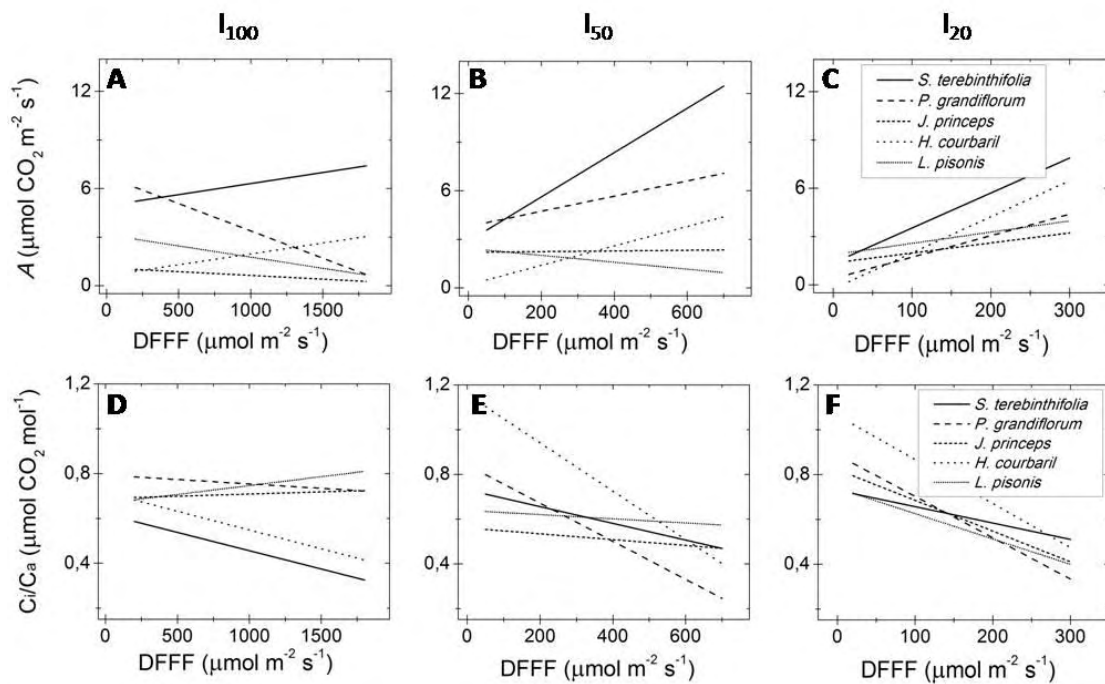 I₁₀₀ I₅₀ I₂₀
A B C
A (μmol CO₂ m⁻² s⁻¹)
12
6
0
0 500 1000 1500
DFFF (μmol m⁻² s⁻¹)
12
6
0
0 200 400 600
DFFF (μmol m⁻² s⁻¹)
S. terebinthifolia
P. grandiflorum
J. princeps
H. courbaril
L. pisonis
12
6
0
0 100 200 300
DFFF (μmol m⁻² s⁻¹)
D E F
Ci/Ca (μmol CO₂ mol⁻¹)
1,2
0,8
0,4
0 500 1000 1500
DFFF (μmol m⁻² s⁻¹)
1,2
0,8
0,4
0 200 400 600
DFFF (μmol m⁻² s⁻¹)
S. terebinthifolia
P. grandiflorum
J. princeps
H. courbaril
L. pisonis
1,2
0,8
0,4
0 100 200 300
DFFF (μmol m⁻² s⁻¹)